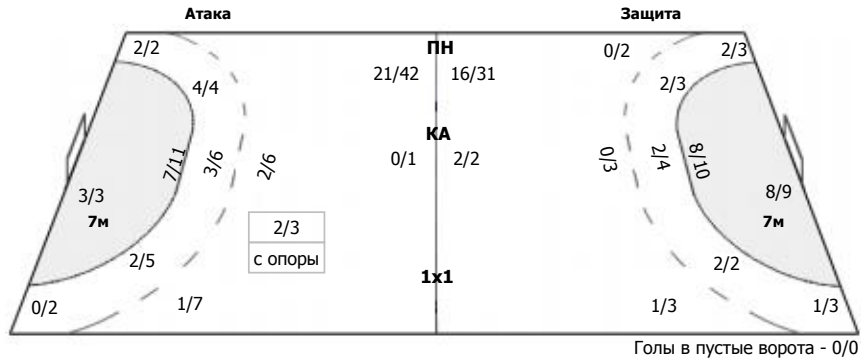 Атака Защита
2/2 ПН 0/2 2/3
21/42 16/31
4/4 2/3
КА
7/11 3/6 2/6 0/1 2/2 0/3 2/4 8/10
3/3 8/9
7м 7м
2/3
с опоры
2/5 2/2
1x1
0/2 1/7 1/3 1/3
Голы в пустые ворота - 0/0